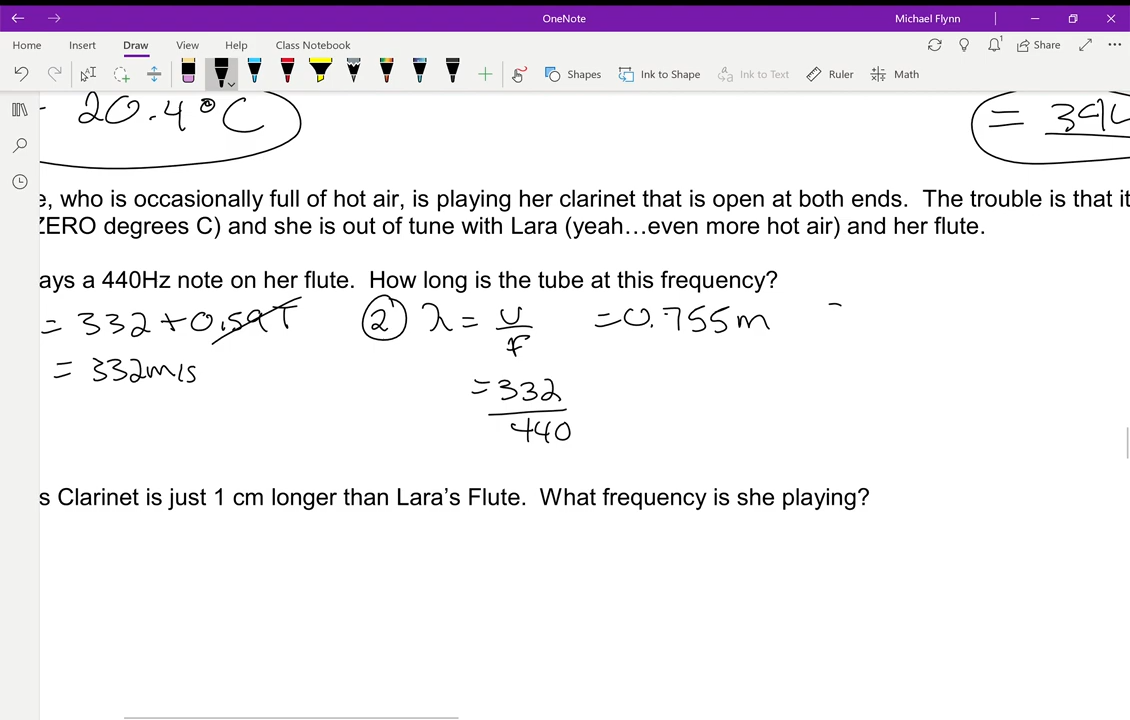 OneNote
Michael Flynn
Home Insert Draw View Help Class Notebook
1 Share
Shapes Ink to Shape Ink to Text Ruler Math
- 20.4°C
= 394
e, who is occasionally full of hot air, is playing her clarinet that is open at both ends. The trouble is that it
ZERO degrees C) and she is out of tune with Lara (yeah…even more hot air) and her flute.
ays a 440Hz note on her flute. How long is the tube at this frequency?
= 332 + 0.59T ② λ = v/f = 0.755m
= 332m/s
= 332
440
s Clarinet is just 1 cm longer than Lara’s Flute. What frequency is she playing?